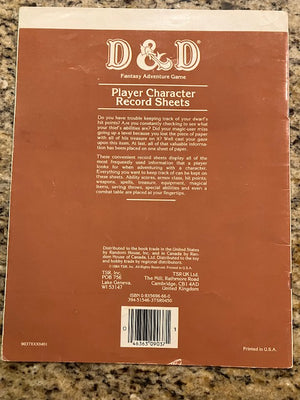 D&D®
Fantasy Adventure Game
Player Character
Record Sheets
Do you have trouble keeping track of your dwarf's
hit points? Are you constantly checking to see what
your thief's abilities are? Did your magic-user miss
going up a level because you lost the piece of paper
with all of his treasure on it? Well cast your gaze
upon this tiem, At last, all of that valuable informa-
tion has been placed on one sheet of paper.
These convenient record sheets display all of the
most frequently used information that a player
looks for when adventuring with a character.
Everything you want to keep track of can be kept on
these sheets. Ability scores, armor class, hit points,
weapons, spells, treasure, equipment, magical
items, saving throws, special abilities and even a
combat table are placed at your fingertips.
Distributed to the book trade in the United States
by Random House, Inc. and in Canada by Ran-
dom House of Canada, Ltd. Distributed to the toy
and hobby trade by regional distributors.
©1984 TSR, Inc. All Rights Reserved. Printed in U.S.A.
TSR, Inc.
POB 756
Lake Geneva,
WI 53147
TSR UK Ltd.
The Mill, Rathmore Road
Cambridge, CB1 4AD
United Kingdom
ISBN 0-935696-66-0
Printed in U.S.A.